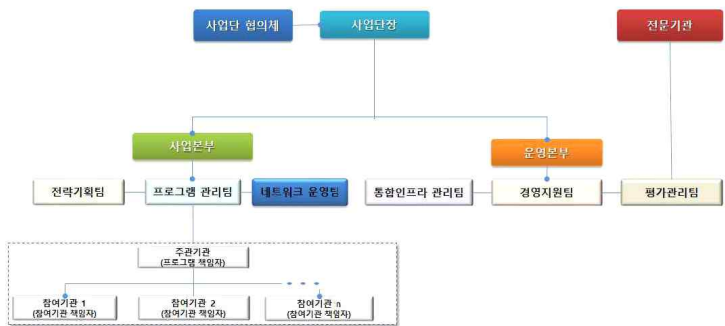 사업단 협의체
사업단장
전문기관
사업본부
운영본부
전략기획팀
프로그램 관리팀
네트워크 운영팀
통합인프라 관리팀
경영지원팀
평가관리팀
주관기관
(프로그램 책임자)
참여기관 1
(참여기관 책임자)
참여기관 2
(참여기관 책임자)
참여기관 n
(참여기관 책임자)